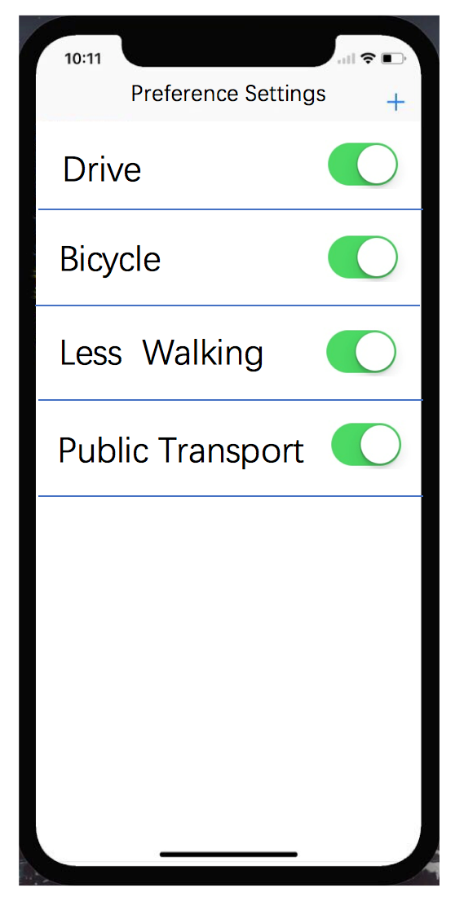 10:11
Preference Settings
+
Drive
Bicycle
Less Walking
Public Transport